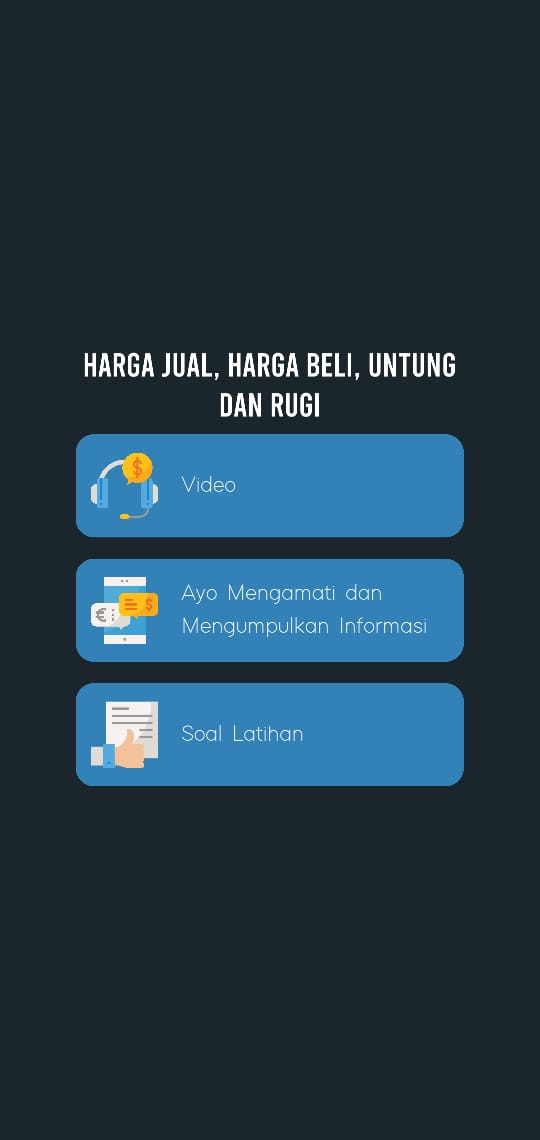 HARGA JUAL, HARGA BELI, UNTUNG
DAN RUGI
$
Video
€
$
Ayo Mengamati dan
Mengumpulkan Informasi
Soal Latihan